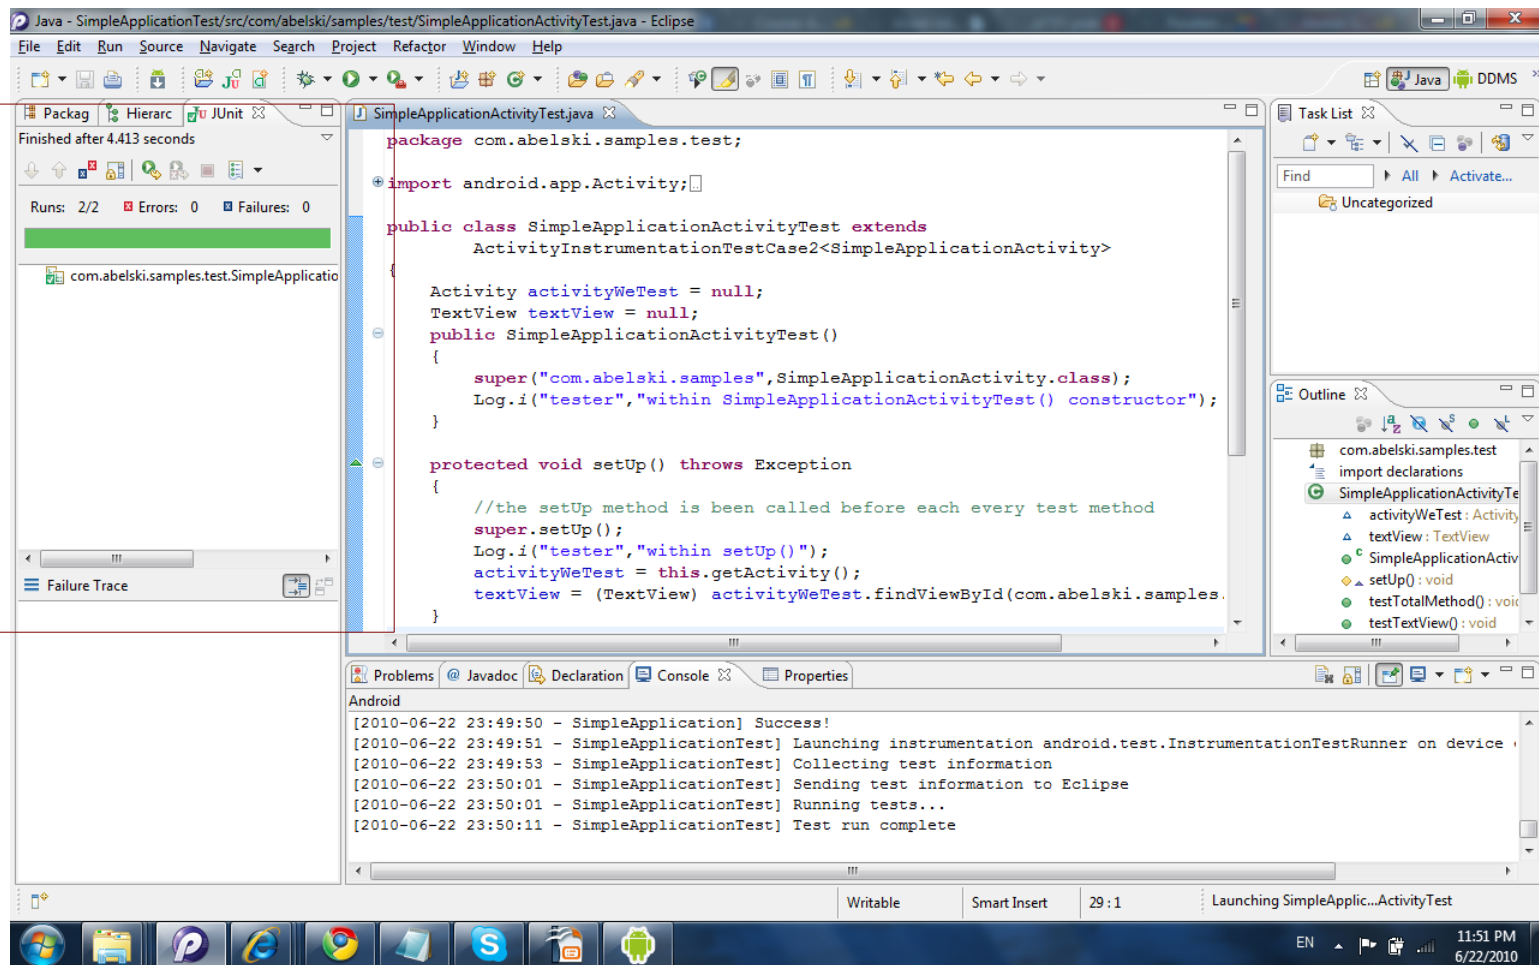 Java - SimpleApplicationTest/src/com/abelski/samples/test/SimpleApplicationActivityTest.java - Eclipse
File Edit Run Source Navigate Search Project Refactor Window Help
Java DDMS
Packag Hierarc JUnit
Finished after 4.413 seconds
Runs: 2/2 Errors: 0 Failures: 0
com.abelski.samples.test.SimpleApplicatio
Failure Trace
SimpleApplicationActivityTest.java
package com.abelski.samples.test;
import android.app.Activity;
public class SimpleApplicationActivityTest extends
ActivityInstrumentationTestCase2<SimpleApplicationActivity>
{
Activity activityWeTest = null;
TextView textView = null;
public SimpleApplicationActivityTest()
{
super("com.abelski.samples",SimpleApplicationActivity.class);
Log.i("tester","within SimpleApplicationActivityTest() constructor");
}
protected void setUp() throws Exception
{
//the setUp method is been called before each every test method
super.setUp();
Log.i("tester","within setUp()");
activityWeTest = this.getActivity();
textView = (TextView) activityWeTest.findViewById(com.abelski.samples.
}
Task List
Find All Activate...
Uncategorized
Outline
com.abelski.samples.test
import declarations
SimpleApplicationActivityTe
activityWeTest : Activity
textView : TextView
SimpleApplicationActiv
setUp() : void
testTotalMethod() : voic
testTextView() : void
Problems @ Javadoc Declaration Console Properties
Android
[2010-06-22 23:49:50 - SimpleApplication] Success!
[2010-06-22 23:49:51 - SimpleApplicationTest] Launching instrumentation android.test.InstrumentationTestRunner on device
[2010-06-22 23:49:53 - SimpleApplicationTest] Collecting test information
[2010-06-22 23:50:01 - SimpleApplicationTest] Sending test information to Eclipse
[2010-06-22 23:50:01 - SimpleApplicationTest] Running tests...
[2010-06-22 23:50:11 - SimpleApplicationTest] Test run complete
Writable Smart Insert 29 : 1 Launching SimpleApplic...ActivityTest
EN 11:51 PM
6/22/2010